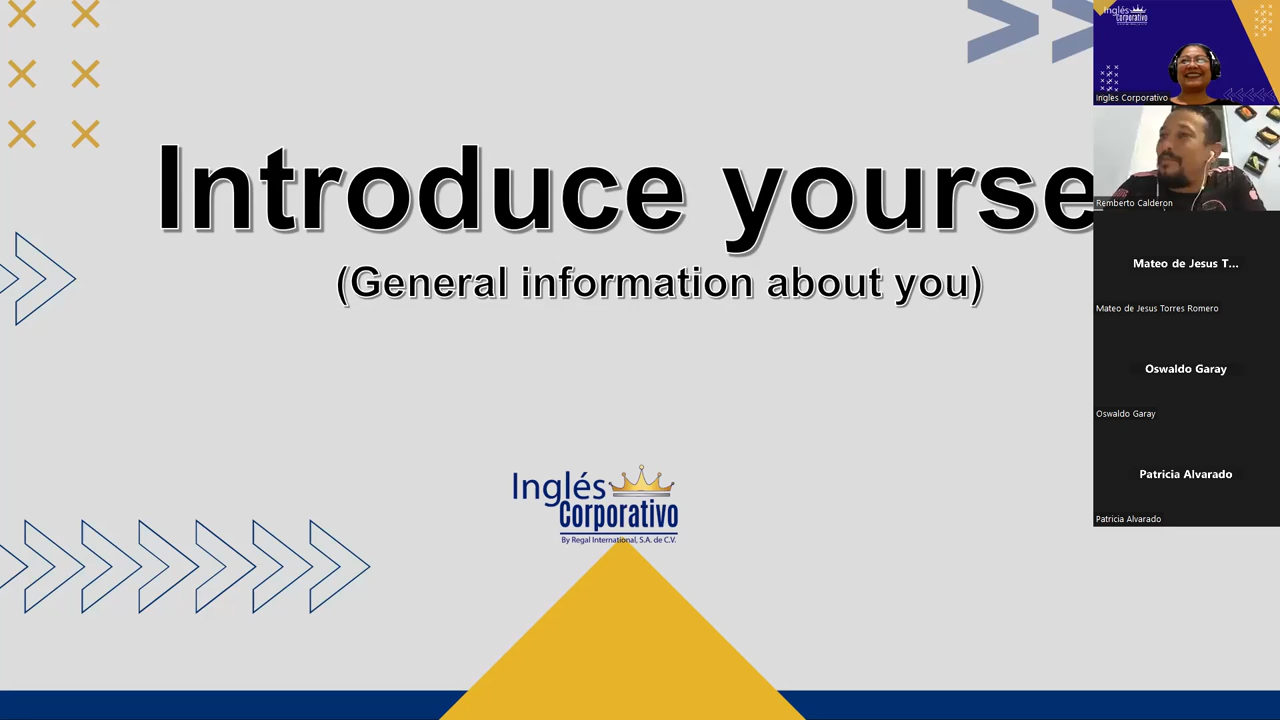 Introduce yourse
(General information about you)
Inglés
Corporativo
By Regal International, S.A. de C.V.
Inglés
Corporativo
Ingles Corporativo
Remberto Calderon
Mateo de Jesus T...
Mateo de Jesus Torres Romero
Oswaldo Garay
Oswaldo Garay
Patricia Alvarado
Patricia Alvarado